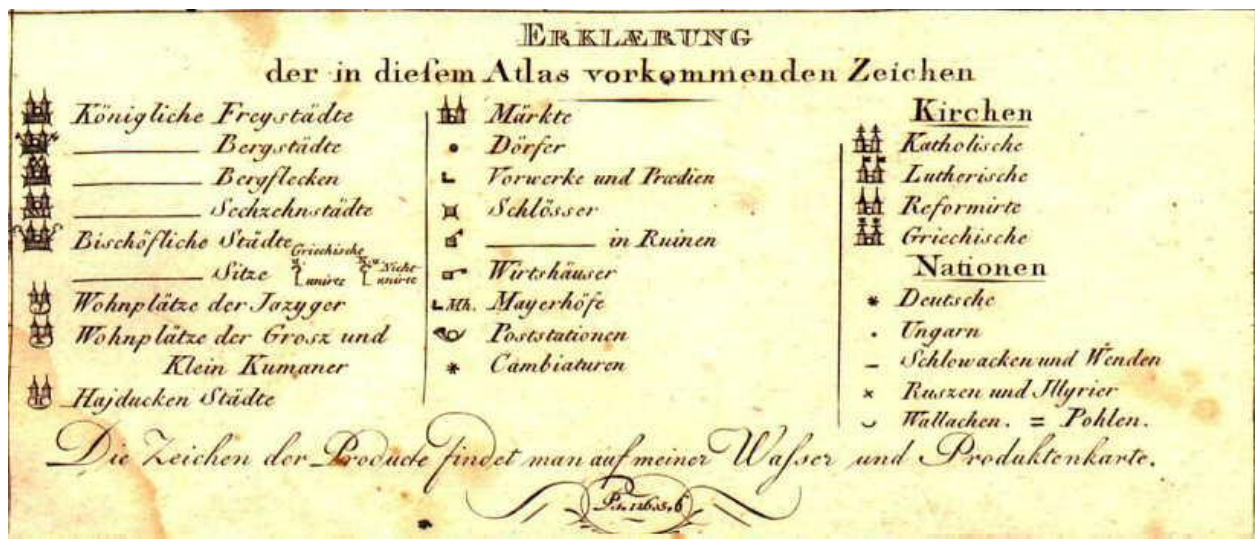 ERKLÆRUNG
der in dieſem Atlas vorkommenden Zeichen
Königliche Freystädte
——— Bergstädte
——— Bergflecken
——— Sechzehnstädte
Bischöfliche Städte
——— Sitze Griechische unirte Nicht unirte
Wohnplätze der Jazyger
Wohnplätze der Grosz und
Klein Kumaner
Hajducken Städte
Märkte
Dörfer
Vorwerke und Prædien
Schlösser
——— in Ruinen
Wirtshäuser
Mh. Mayerhöfe
Poststationen
Cambiaturen
Kirchen
Katholische
Lutherische
Reformirte
Griechische
Nationen
Deutsche
Ungarn
Schlowacken und Wenden
Ruszen und Illyrier
Wallachen. = Pohlen.
Die Zeichen der Producte findet man auf meiner Waſser und Produktenkarte.